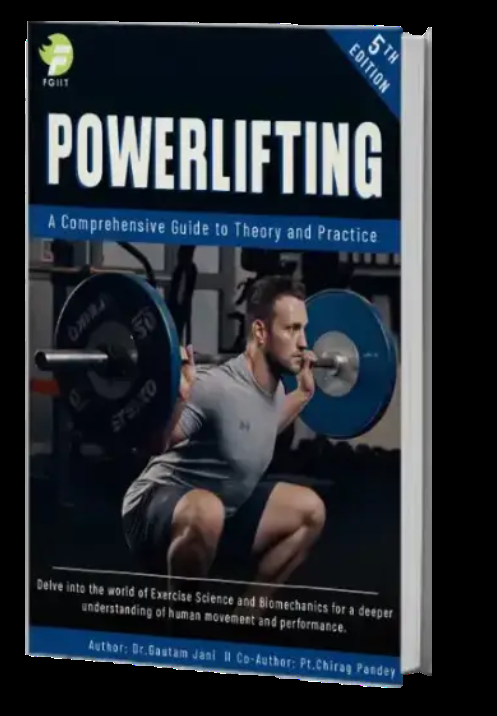 FGIIT
5TH
EDITION
POWERLIFTING
A Comprehensive Guide to Theory and Practice
50
Delve into the world of Exercise Science and Biomechanics for a deeper
understanding of human movement and performance.
Author: Dr.Gautam Jani || Co-Author: Pt.Chirag Pandey